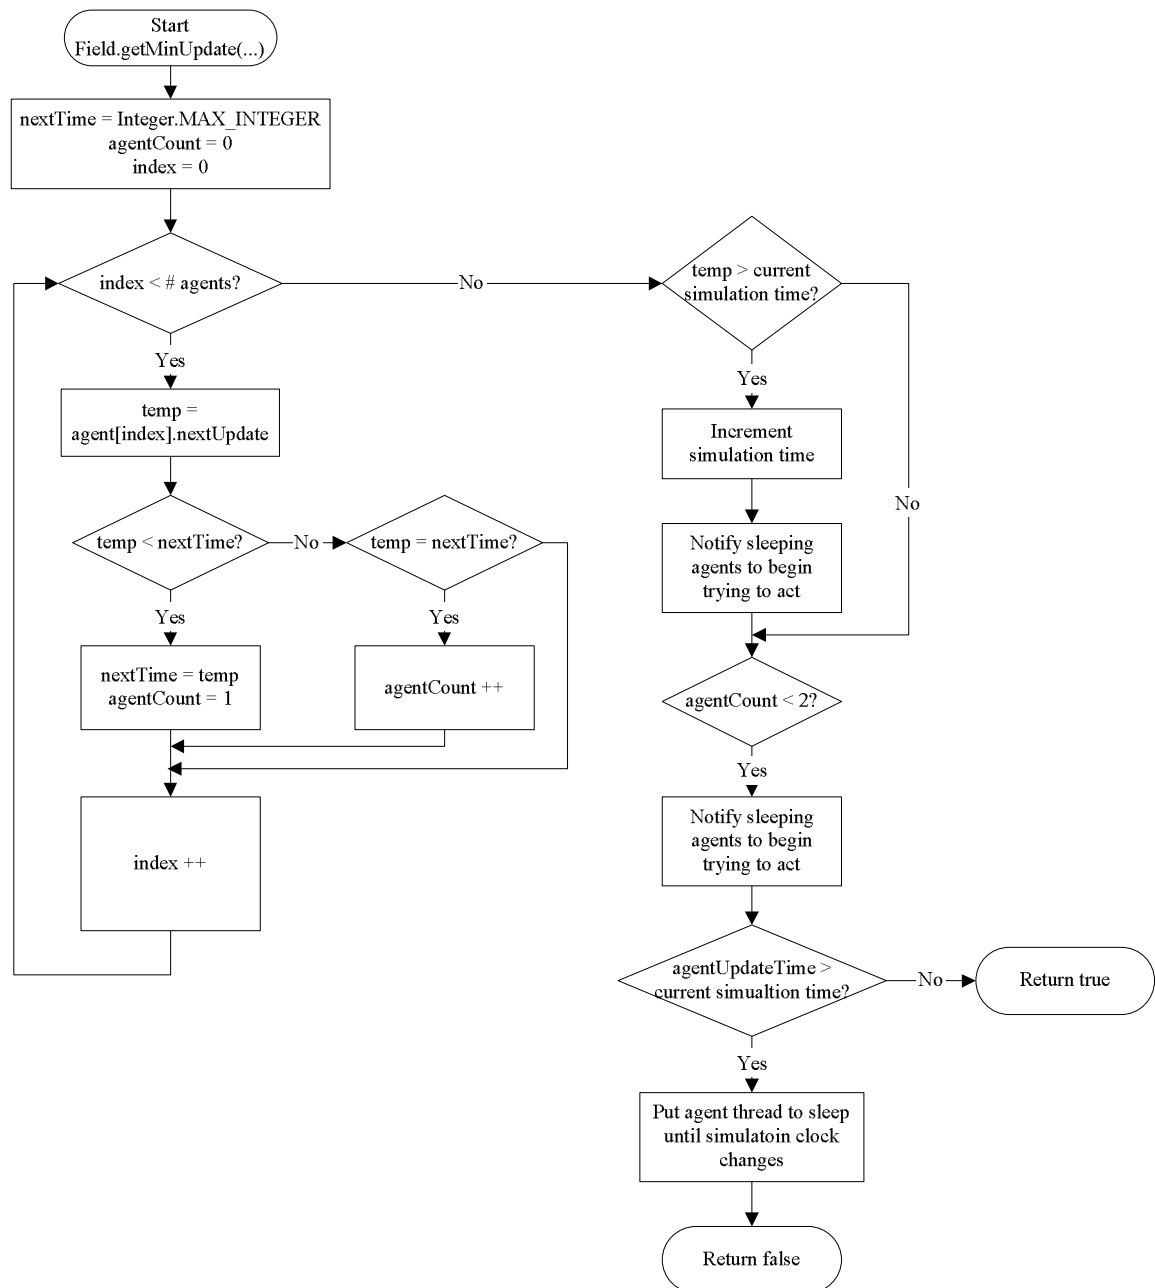 Start
Field.getMinUpdate(...)
nextTime = Integer.MAX_INTEGER
agentCount = 0
index = 0
index < # agents?
No
temp > current
simulation time?
Yes
temp =
agent[index].nextUpdate
Yes
Increment
simulation time
No
temp < nextTime?
No
temp = nextTime?
Notify sleeping
agents to begin
trying to act
Yes
Yes
nextTime = temp
agentCount = 1
agentCount ++
agentCount < 2?
Yes
index ++
Notify sleeping
agents to begin
trying to act
agentUpdateTime >
current simualtion time?
No
Return true
Yes
Put agent thread to sleep
until simulatoin clock
changes
Return false